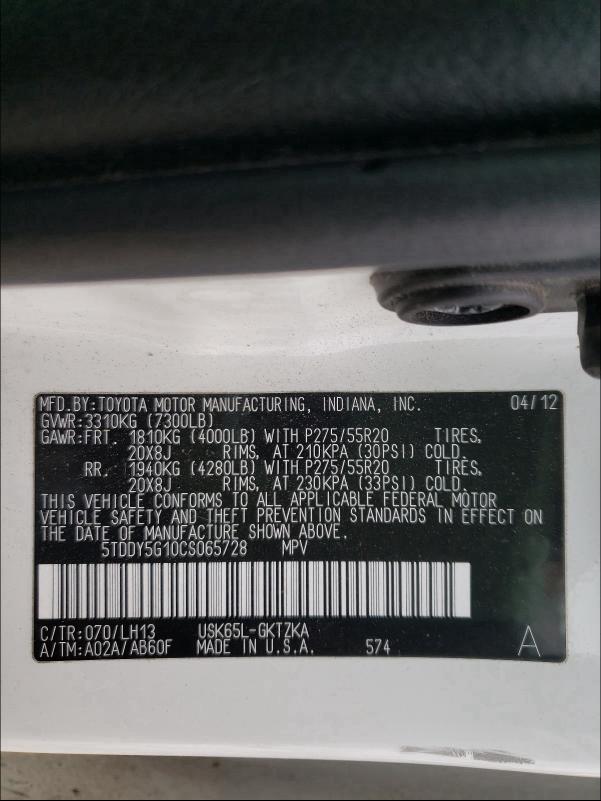 MFD.BY:TOYOTA MOTOR MANUFACTURING, INDIANA, INC. 04/12
GVWR:3310KG (7300LB)
GAWR:FRT. 1810KG (4000LB) WITH P275/55R20 TIRES,
20X8J RIMS, AT 210KPA (30PSI) COLD.
RR. 1940KG (4280LB) WITH P275/55R20 TIRES,
20X8J RIMS, AT 230KPA (33PSI) COLD.
THIS VEHICLE CONFORMS TO ALL APPLICABLE FEDERAL MOTOR
VEHICLE SAFETY AND THEFT PREVENTION STANDARDS IN EFFECT ON
THE DATE OF MANUFACTURE SHOWN ABOVE.
5TDDY5G10CS065728 MPV
C/TR:070/LH13 USK65L-GKTZKA
A/TM:A02A/AB60F MADE IN U.S.A. 574 A